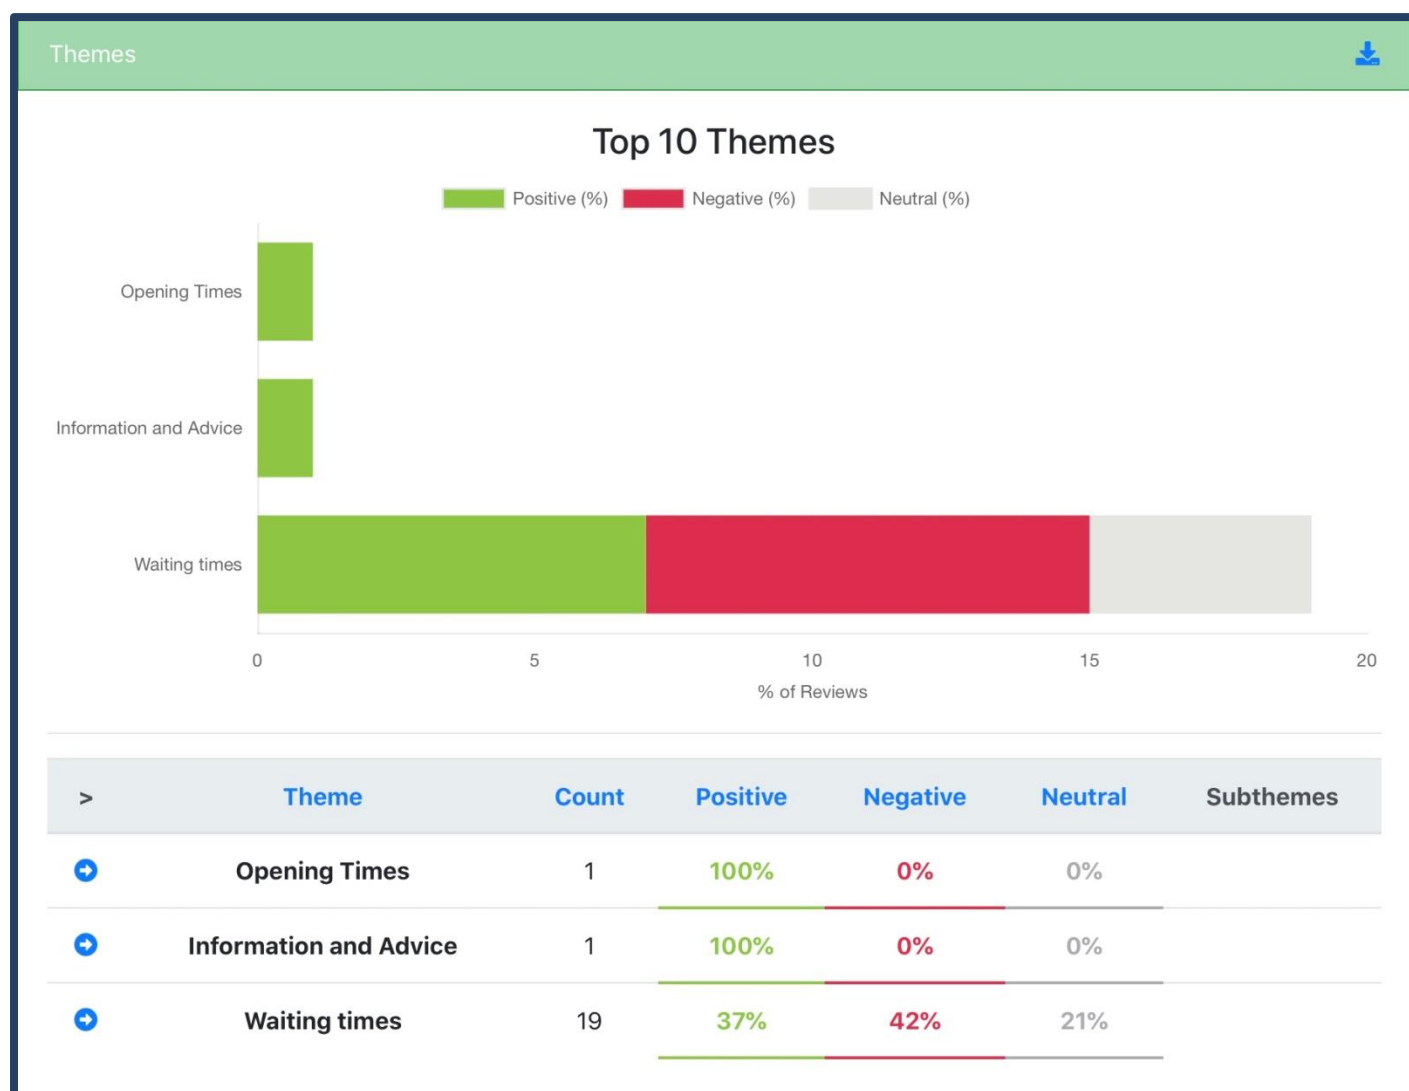 Themes
Top 10 Themes
Positive (%) Negative (%) Neutral (%)
Opening Times
Information and Advice
Waiting times
0 5 10 15 20
% of Reviews
> Theme Count Positive Negative Neutral Subthemes
Opening Times 1 100% 0% 0%
Information and Advice 1 100% 0% 0%
Waiting times 19 37% 42% 21%